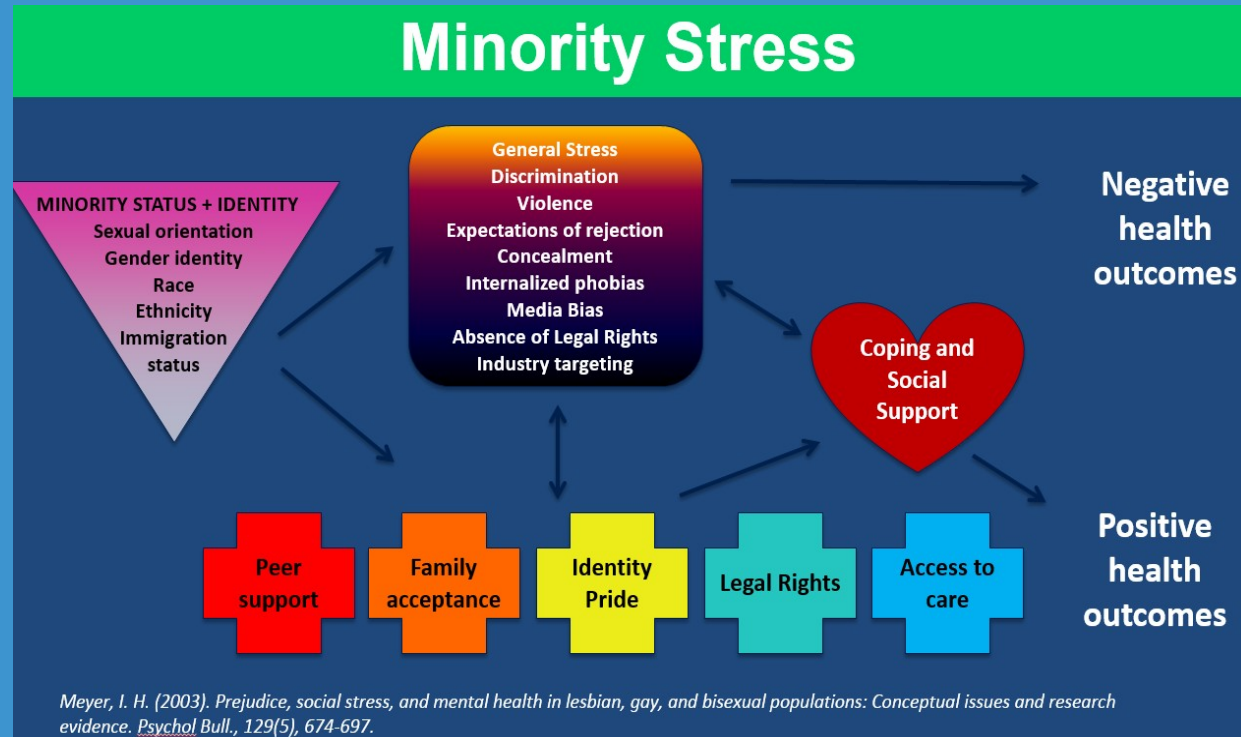 Minority Stress
MINORITY STATUS + IDENTITY
Sexual orientation
Gender identity
Race
Ethnicity
Immigration
status
General Stress
Discrimination
Violence
Expectations of rejection
Concealment
Internalized phobias
Media Bias
Absence of Legal Rights
Industry targeting
Negative
health
outcomes
Coping and
Social
Support
Peer
support
Family
acceptance
Identity
Pride
Legal Rights
Access to
care
Positive
health
outcomes
Meyer, I. H. (2003). Prejudice, social stress, and mental health in lesbian, gay, and bisexual populations: Conceptual issues and research
evidence. Psychol Bull., 129(5), 674-697.